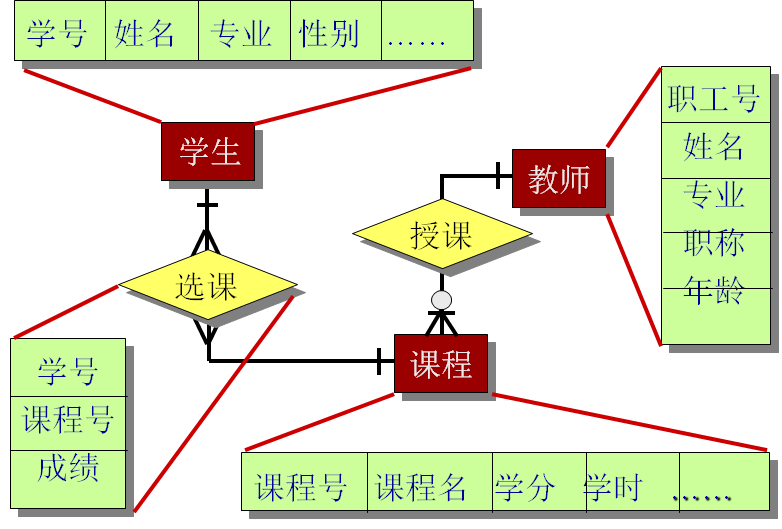 学号 姓名 专业 性别 ……
学生
教师
职工号
姓名
专业
职称
年龄
授课
选课
课程
学号
课程号
成绩
课程号 课程名 学分 学时 ……